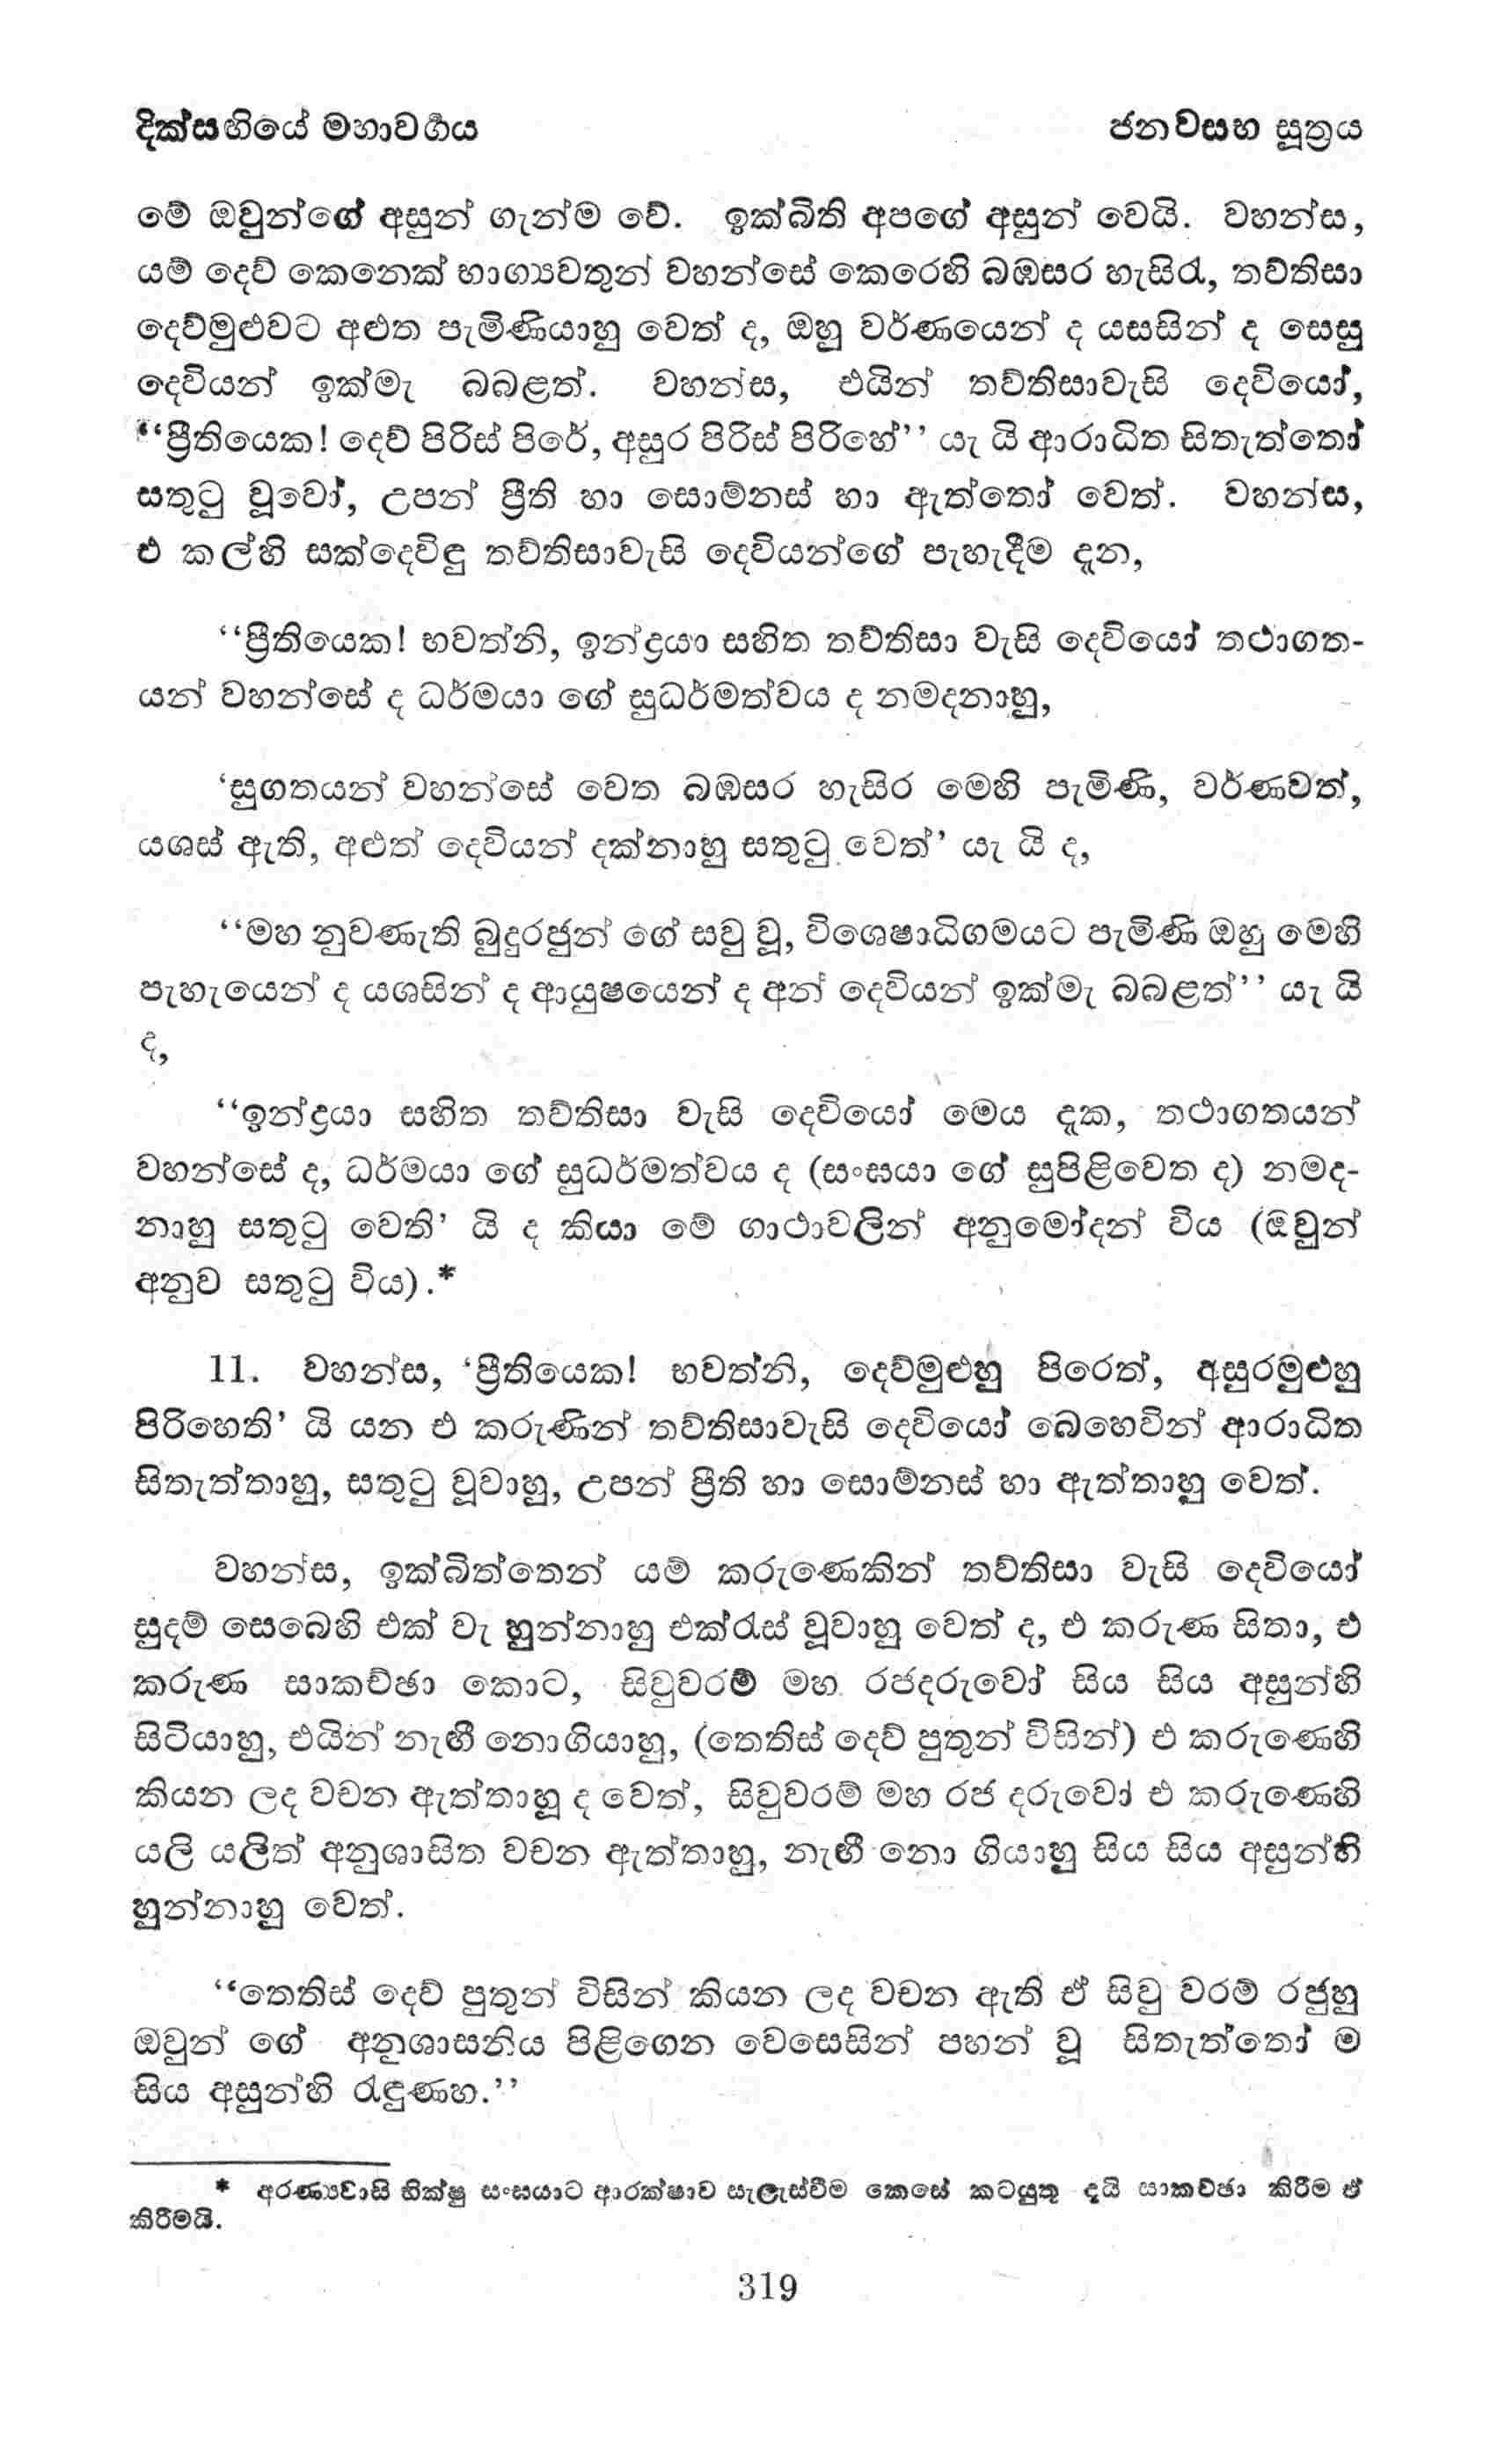 දික්සඟියේ මහාවර්‍ගය ජනවසභ සූත්‍රය
මේ ඔවුන්ගේ අසුන් ගැන්ම වේ. ඉක්බිති අපගේ අසුන් වෙයි. වහන්ස,
යම් දෙව් කෙනෙක් භාග්‍යවතුන් වහන්සේ කෙරෙහි බඹසර හැසිරැ, තව්තිසා
දෙව්මුළුවට අළුත පැමිණියාහු වෙත් ද, ඔහු වර්ණයෙන් ද යසසින් ද සෙසු
දෙවියන් ඉක්මැ බබළත්. වහන්ස, එයින් තව්තිසාවැසි දෙවියෝ,
‘‘ප්‍රීතියෙක! දෙව් පිරිස් පිරේ, අසුර පිරිස් පිරිහේ’’ යැ යි ආරාධිත සිතැත්තෝ
සතුටු වූවෝ, උපන් ප්‍රීති හා සොම්නස් හා ඇත්තෝ වෙත්. වහන්ස,
එ කල්හි සක්දෙවිඳු තව්තිසාවැසි දෙවියන්ගේ පැහැදීම දැන,
‘‘ප්‍රීතියෙක! භවත්නි, ඉන්ද්‍රයා සහිත තව්තිසා වැසි දෙවියෝ තථාගත-
යන් වහන්සේ ද ධර්මයා ගේ සුධර්මත්වය ද නමදනාහු,
‘සුගතයන් වහන්සේ වෙත බඹසර හැසිර මෙහි පැමිණි, වර්ණවත්,
යශස් ඇති, අළුත් දෙවියන් දක්නාහු සතුටු වෙත්’ යැ යි ද,
‘‘මහ නුවණැති බුදුරජුන් ගේ සවු වූ, විශෙෂාධිගමයට පැමිණි ඔහු මෙහි
පැහැයෙන් ද යශසින් ද ආයුෂයෙන් ද අන් දෙවියන් ඉක්මැ බබළත්’’ යැ යි
ද,
‘‘ඉන්ද්‍රයා සහිත තව්තිසා වැසි දෙවියෝ මෙය දැක, තථාගතයන්
වහන්සේ ද, ධර්මයා ගේ සුධර්මත්වය ද (සංඝයා ගේ සුපිළිවෙත ද) නමද-
නාහු සතුටු වෙති’ යි ද කියා මේ ගාථාවලින් අනුමෝදන් විය (ඔවුන්
අනුව සතුටු විය).*
11. වහන්ස, ‘ප්‍රීතියෙක! භවත්නි, දෙව්මුළුහු පිරෙත්, අසුරමුළුහු
පිරිහෙති’ යි යන එ කරුණින් තව්තිසාවැසි දෙවියෝ බෙහෙවින් ආරාධිත
සිතැත්තාහු, සතුටු වූවාහු, උපන් ප්‍රීති හා සොම්නස් හා ඇත්තාහු වෙත්.
වහන්ස, ඉක්බිත්තෙන් යම් කරුණෙකින් තව්තිසා වැසි දෙවියෝ
සුදම් සෙබෙහි එක් වැ හුන්නාහු එක්රැස් වූවාහු වෙත් ද, එ කරුණ සිතා, එ
කරුණ සාකච්ඡා කොට, සිවුවරම් මහ රජදරුවෝ සිය සිය අසුන්හි
සිටියාහු, එයින් නැඟී නොගියාහු, (තෙතිස් දෙව් පුතුන් විසින්) එ කරුණෙහි
කියන ලද වචන ඇත්තාහූ ද වෙත්, සිවුවරම් මහ රජ දරුවෝ එ කරුණෙහි
යලි යලිත් අනුශාසිත වචන ඇත්තාහු, නැඟී නො ගියාහු සිය සිය අසුන්හි
හුන්නාහු වෙත්.
‘‘තෙතිස් දෙව් පුතුන් විසින් කියන ලද වචන ඇති ඒ සිවු වරම් රජුහු
ඔවුන් ගේ අනුශාසනිය පිළිගෙන වෙසෙසින් පහන් වූ සිතැත්තෝ ම
සිය අසුන්හි රැඳුණහ.’’
* අරණ්‍යවාසි භික්ෂු සංඝයාට ආරක්ෂාව සැලැස්වීම කෙසේ කටයුතු දැයි සාකච්ඡා කිරීම ඒ
කිරීමයි.
319